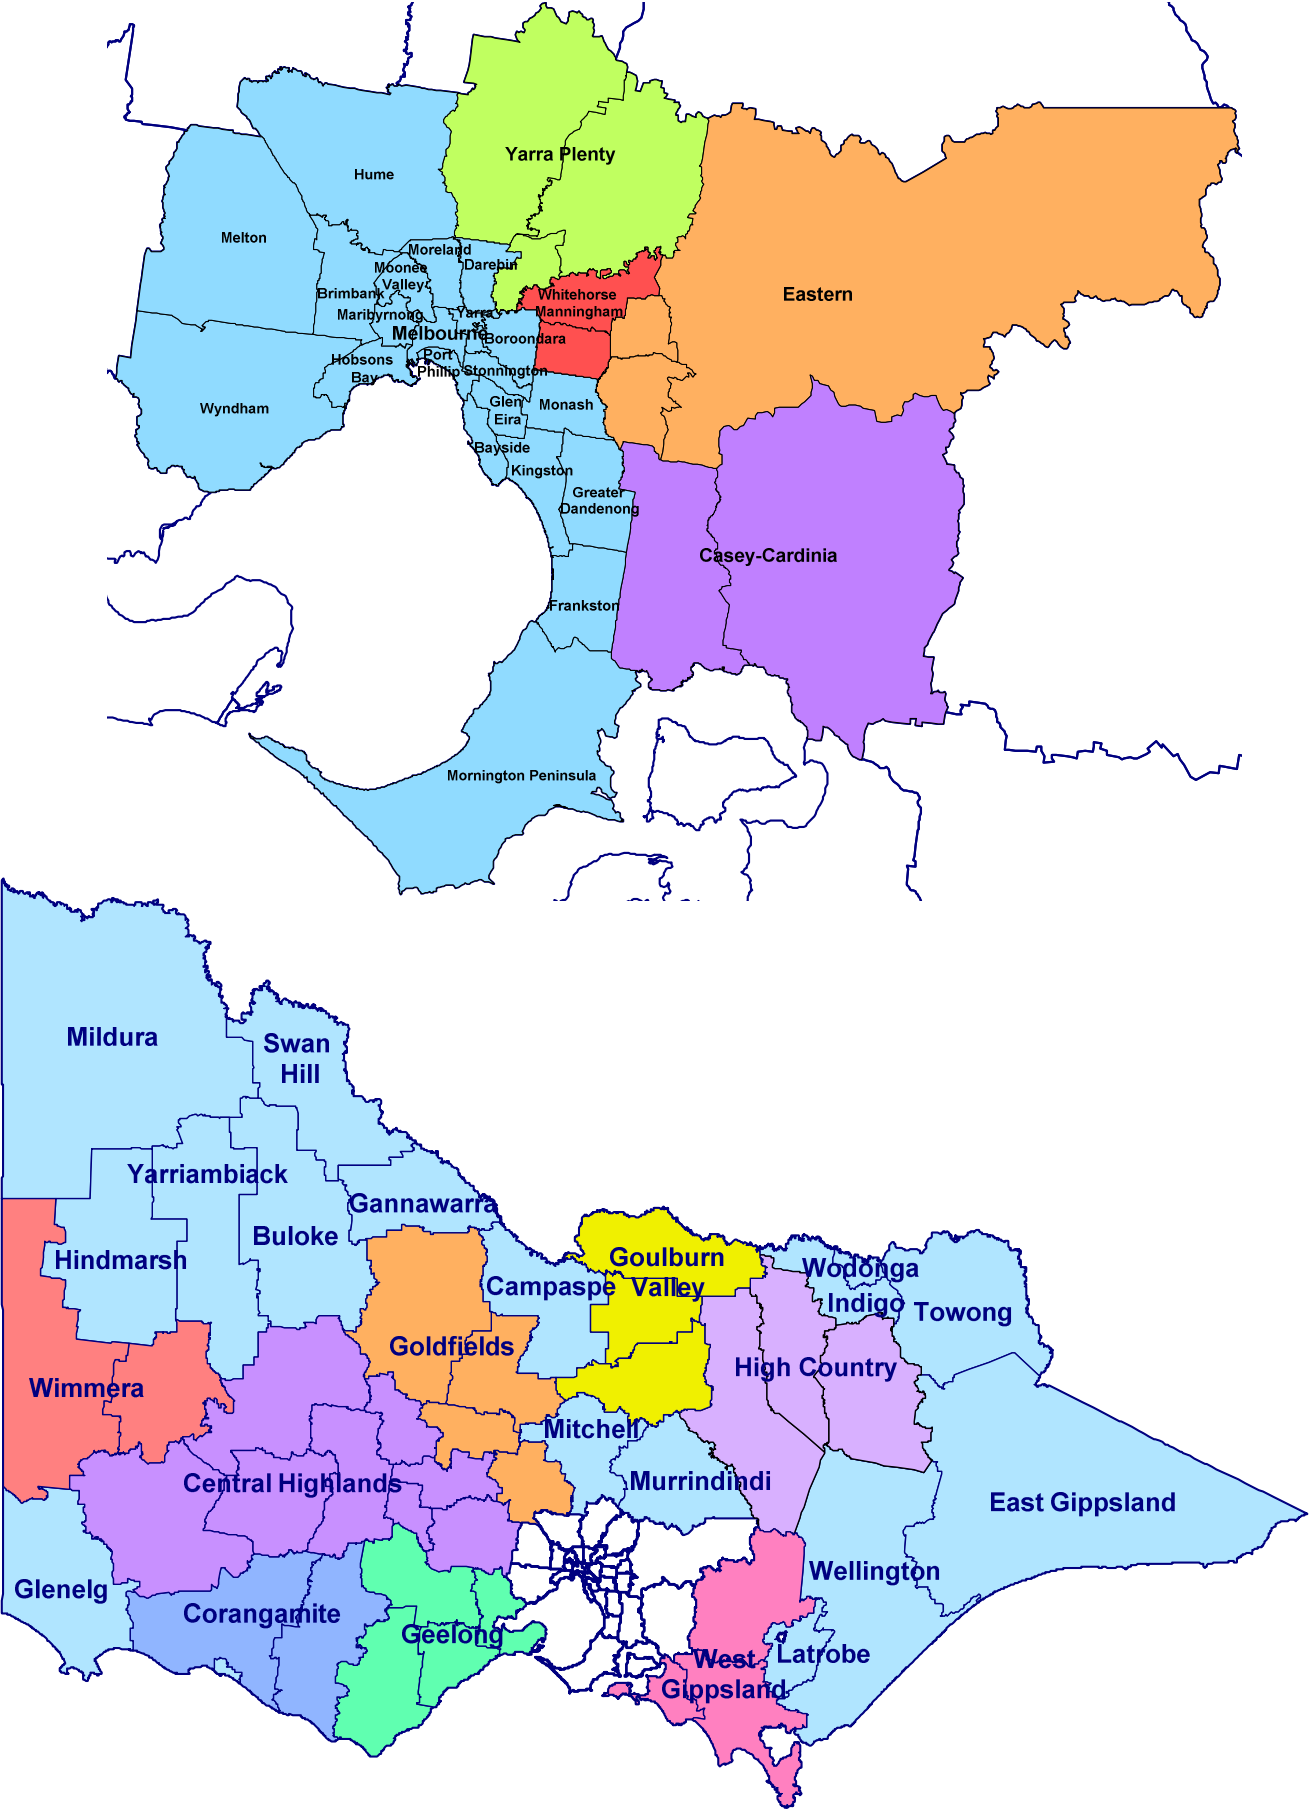 Yarra Plenty
Hume
Melton
Moreland
Darebin
Moonee
Valley
Eastern
Brimbank
Whitehorse
Manningham
Maribyrnong
Yarra
Melbourne
Boroondara
Port
Phillip
Hobsons
Bay
Stonnington
Wyndham
Glen
Eira
Monash
Bayside
Kingston
Greater
Dandenong
Casey-Cardinia
Frankston
Mornington Peninsula
Mildura
Swan
Hill
Yarriambiack
Gannawarra
Buloke
Hindmarsh
Goulburn
Valley
Campaspe
Wodonga
Indigo
Towong
Goldfields
High Country
Wimmera
Mitchell
Central Highlands
Murrindindi
East Gippsland
Wellington
Glenelg
Corangamite
Geelong
Latrobe
West
Gippsland